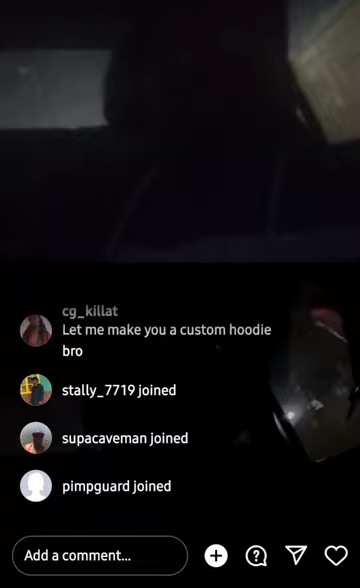 cg_killat
Let me make you a custom hoodie
bro
stally_7719 joined
supacaveman joined
pimpguard joined
Add a comment...